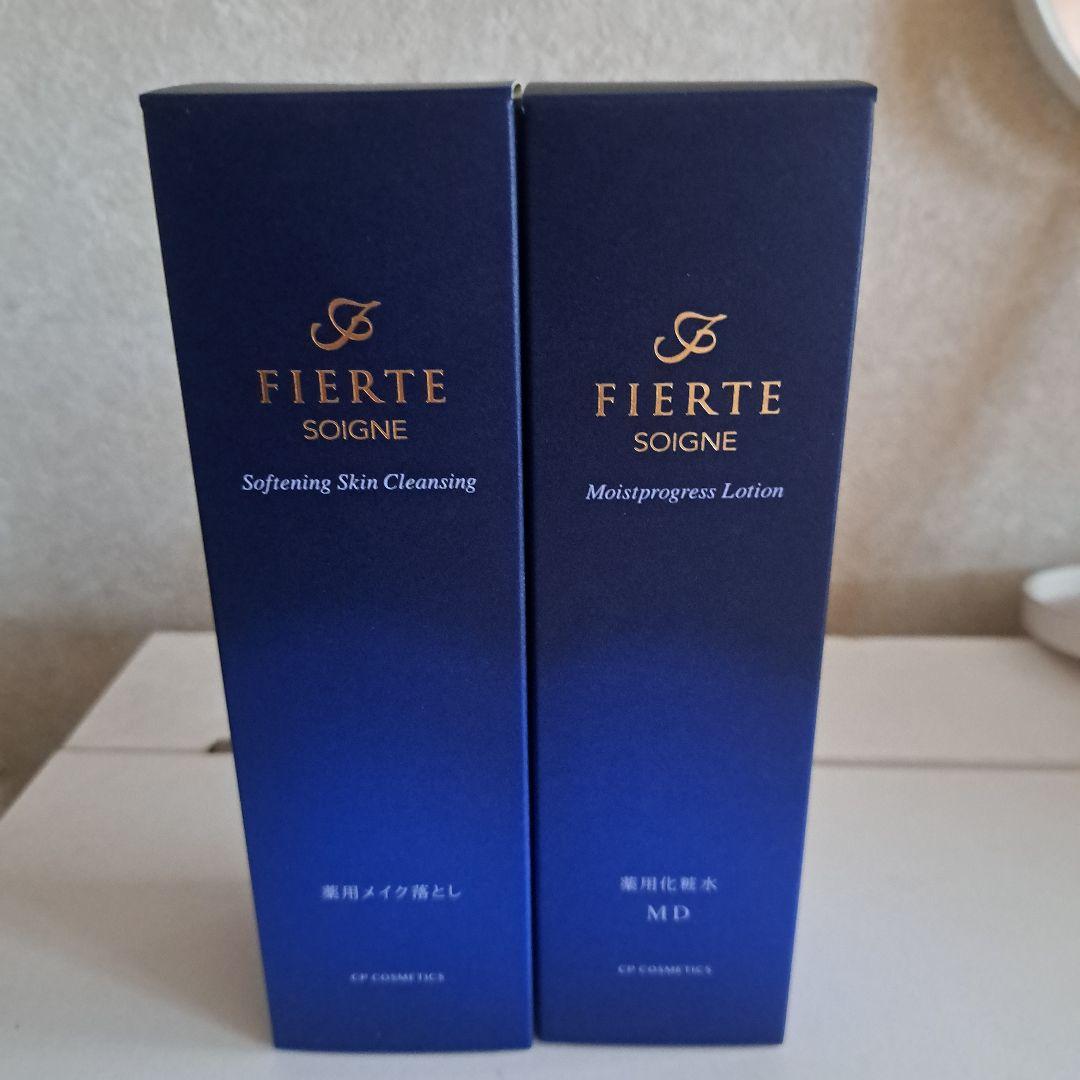 FIERTE
SOIGNE
Softening Skin Cleansing
薬用メイク落とし
CP COSMETICS
FIERTE
SOIGNE
Moistprogress Lotion
薬用化粧水
MD
CP COSMETICS